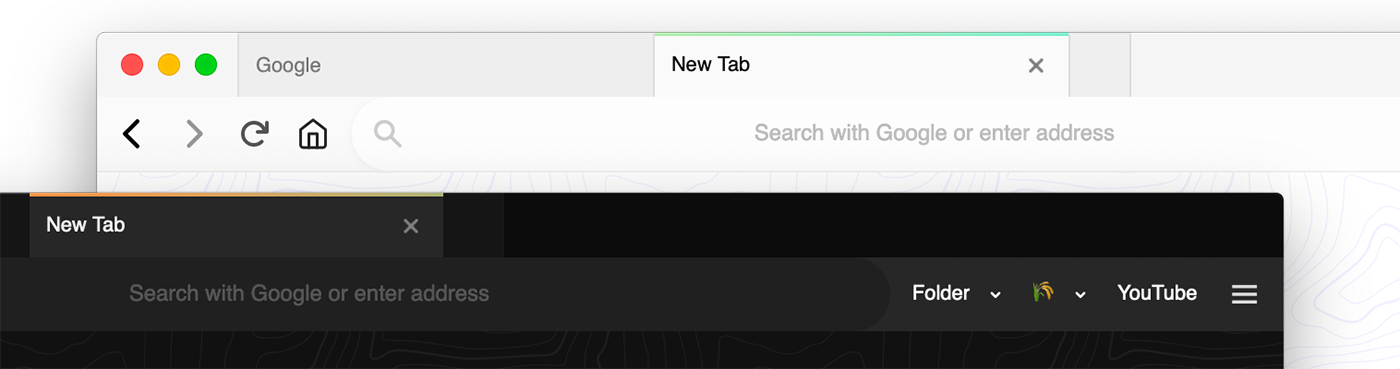 Google
New Tab
Search with Google or enter address
New Tab
Search with Google or enter address
Folder
YouTube